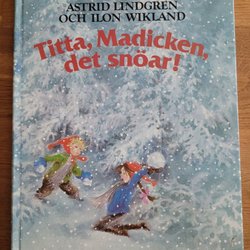 ASTRID LINDGREN
OCH ILON WIKLAND
Titta, Madicken,
det snöar!